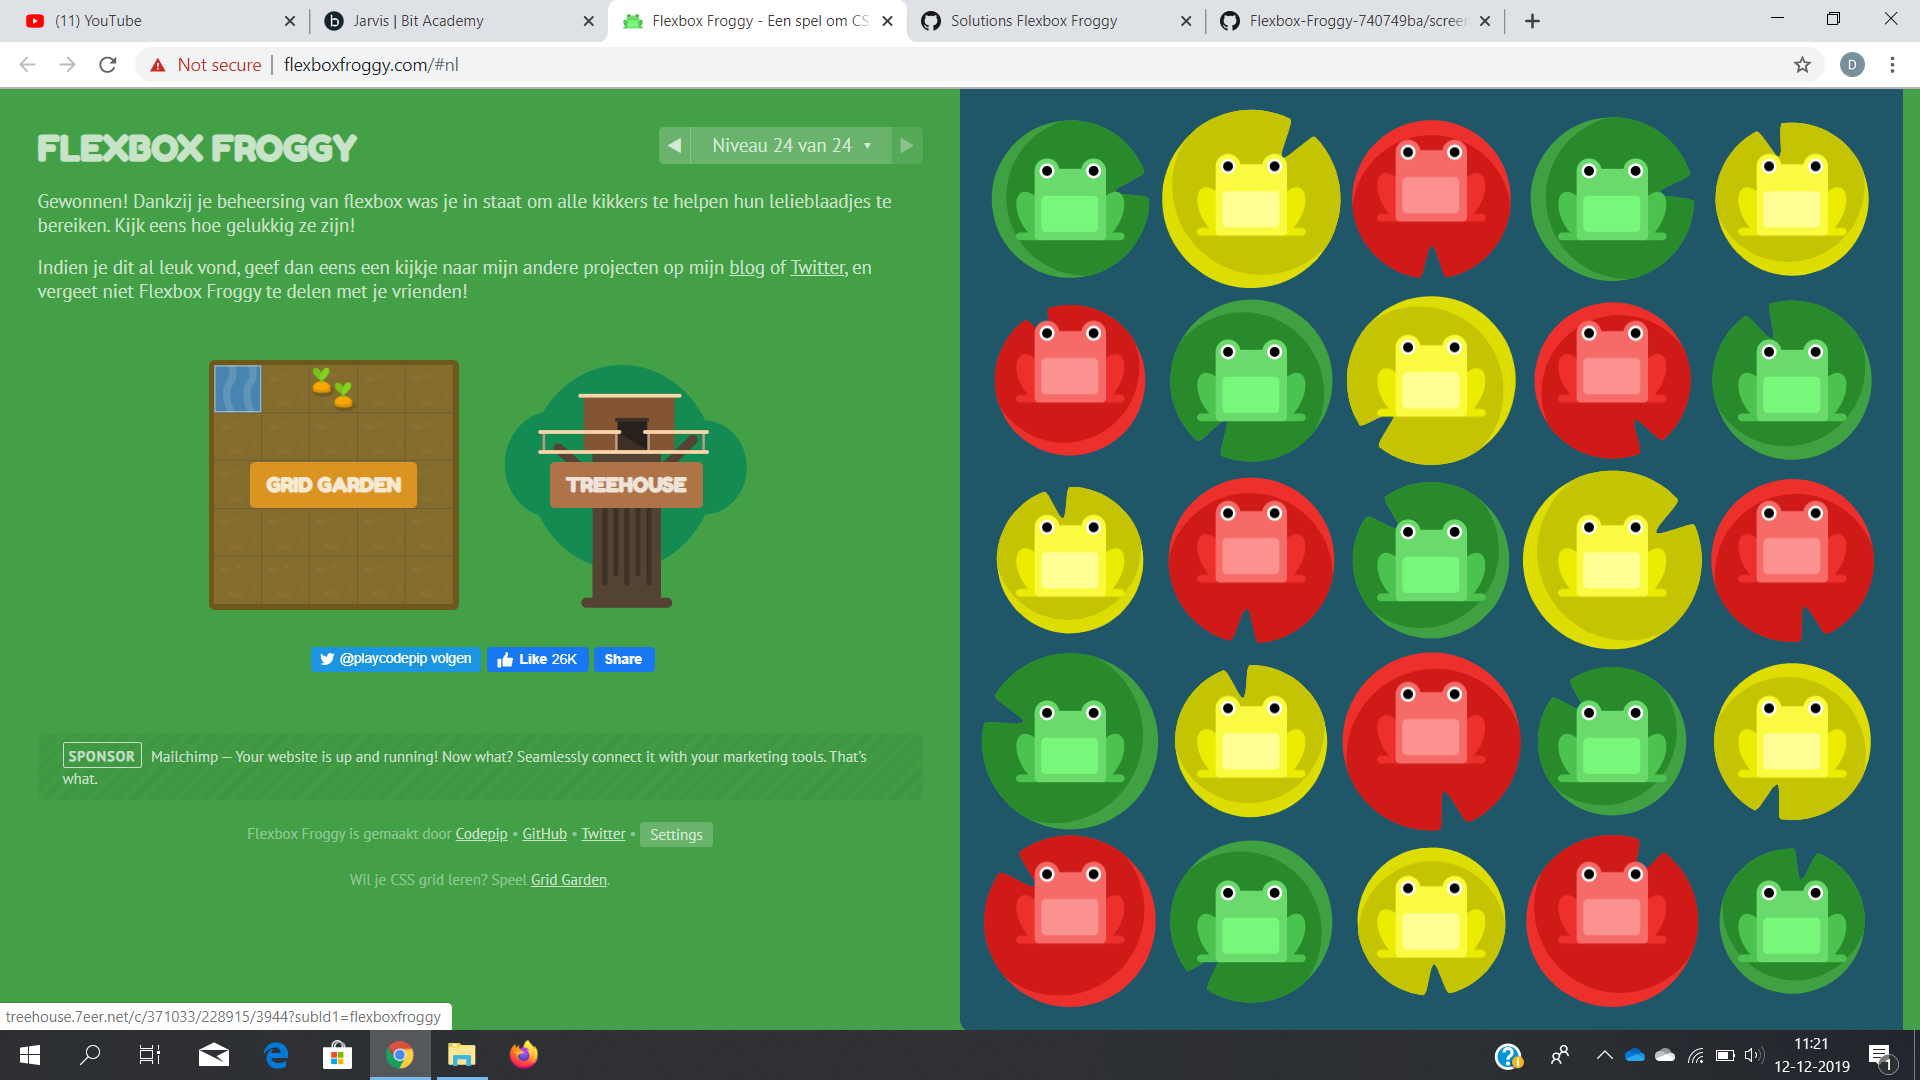 (11) YouTube
Jarvis | Bit Academy
Flexbox Froggy - Een spel om CS
Solutions Flexbox Froggy
Flexbox-Froggy-740749ba/screen
Not secure
flexboxfroggy.com/#nl
D
FLEXBOX FROGGY
Niveau 24 van 24
Gewonnen! Dankzij je beheersing van flexbox was je in staat om alle kikkers te helpen hun lelieblaadjes te
bereiken. Kijk eens hoe gelukkig ze zijn!
Indien je dit al leuk vond, geef dan eens een kijkje naar mijn andere projecten op mijn blog of Twitter, en
vergeet niet Flexbox Froggy te delen met je vrienden!
GRID GARDEN
TREEHOUSE
@playcodepip volgen
Like 26K
Share
SPONSOR Mailchimp — Your website is up and running! Now what? Seamlessly connect it with your marketing tools. That's
what.
Flexbox Froggy is gemaakt door Codepip • GitHub • Twitter • Settings
Wil je CSS grid leren? Speel Grid Garden.
treehouse.7eer.net/c/371033/228915/3944?subId1=flexboxfroggy
11:21
12-12-2019
1